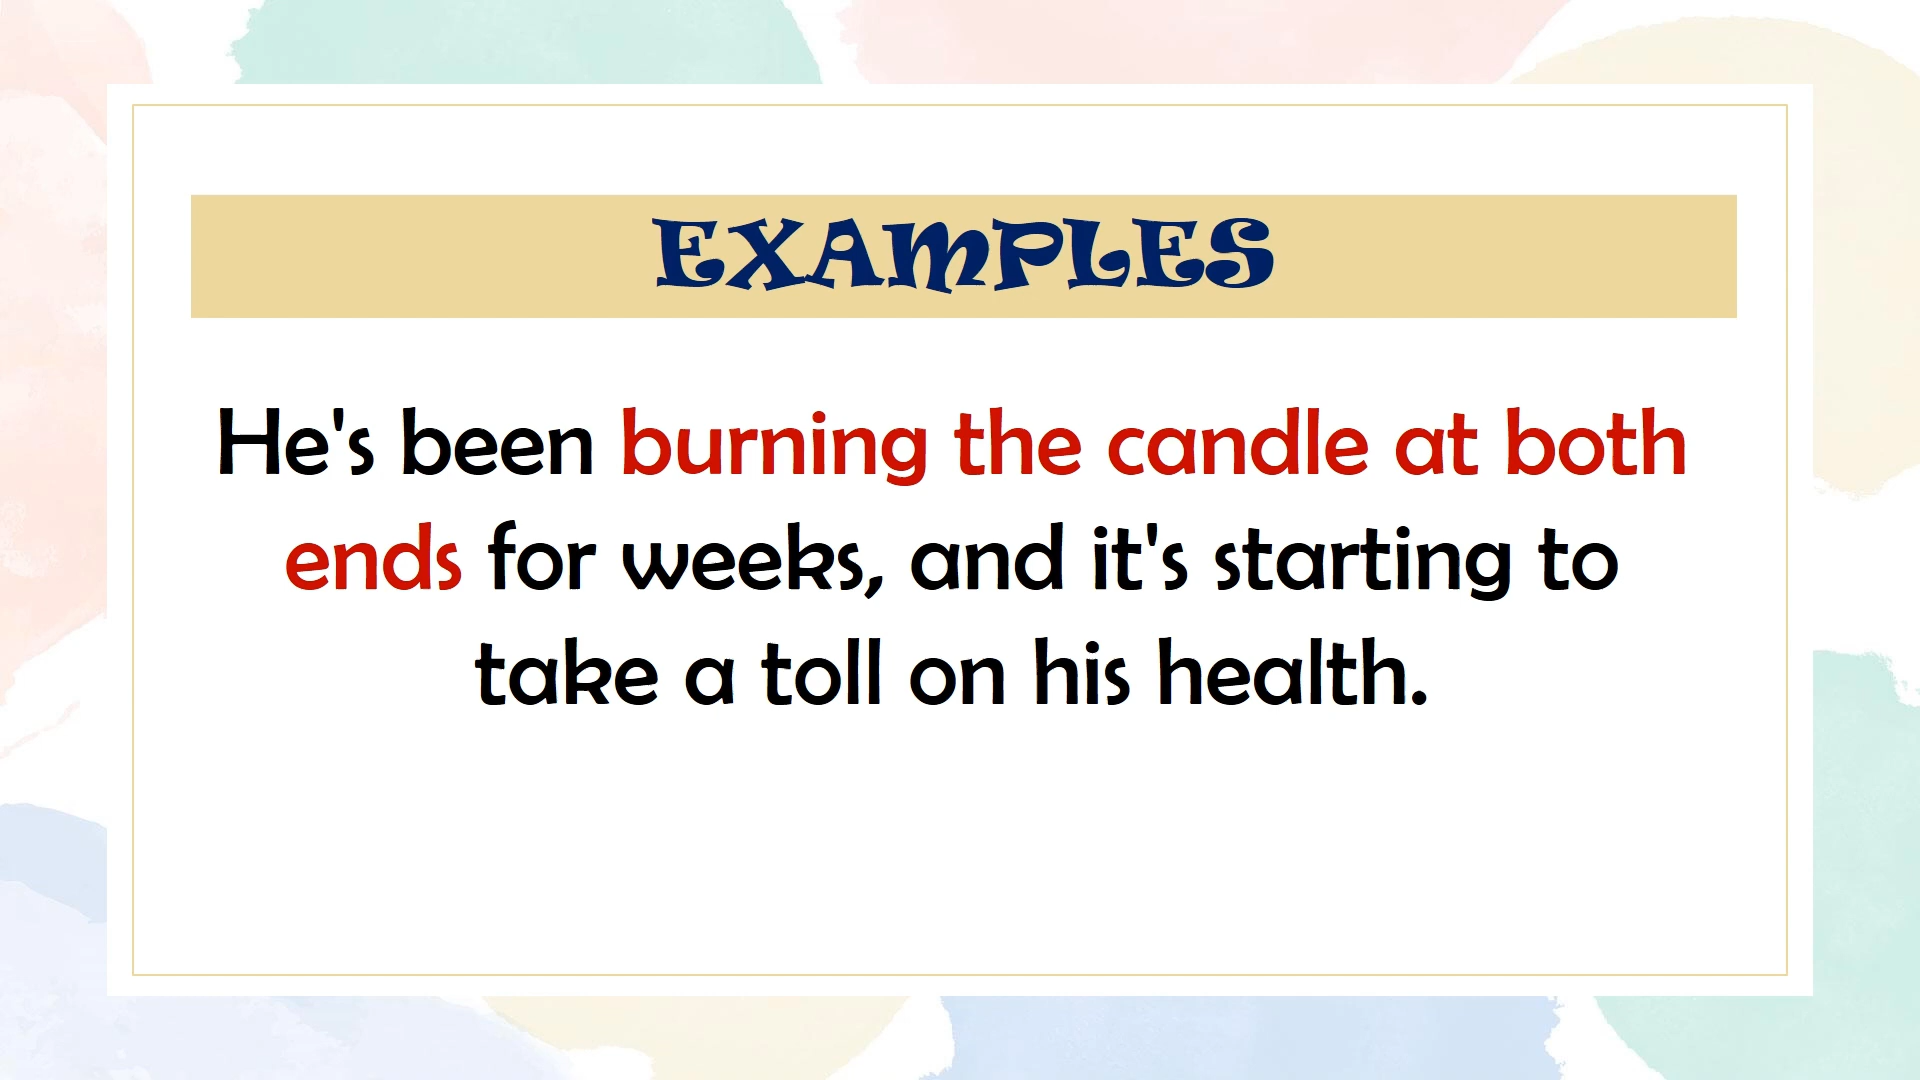 EXAMPLES
He's been burning the candle at both
ends for weeks, and it's starting to
take a toll on his health.